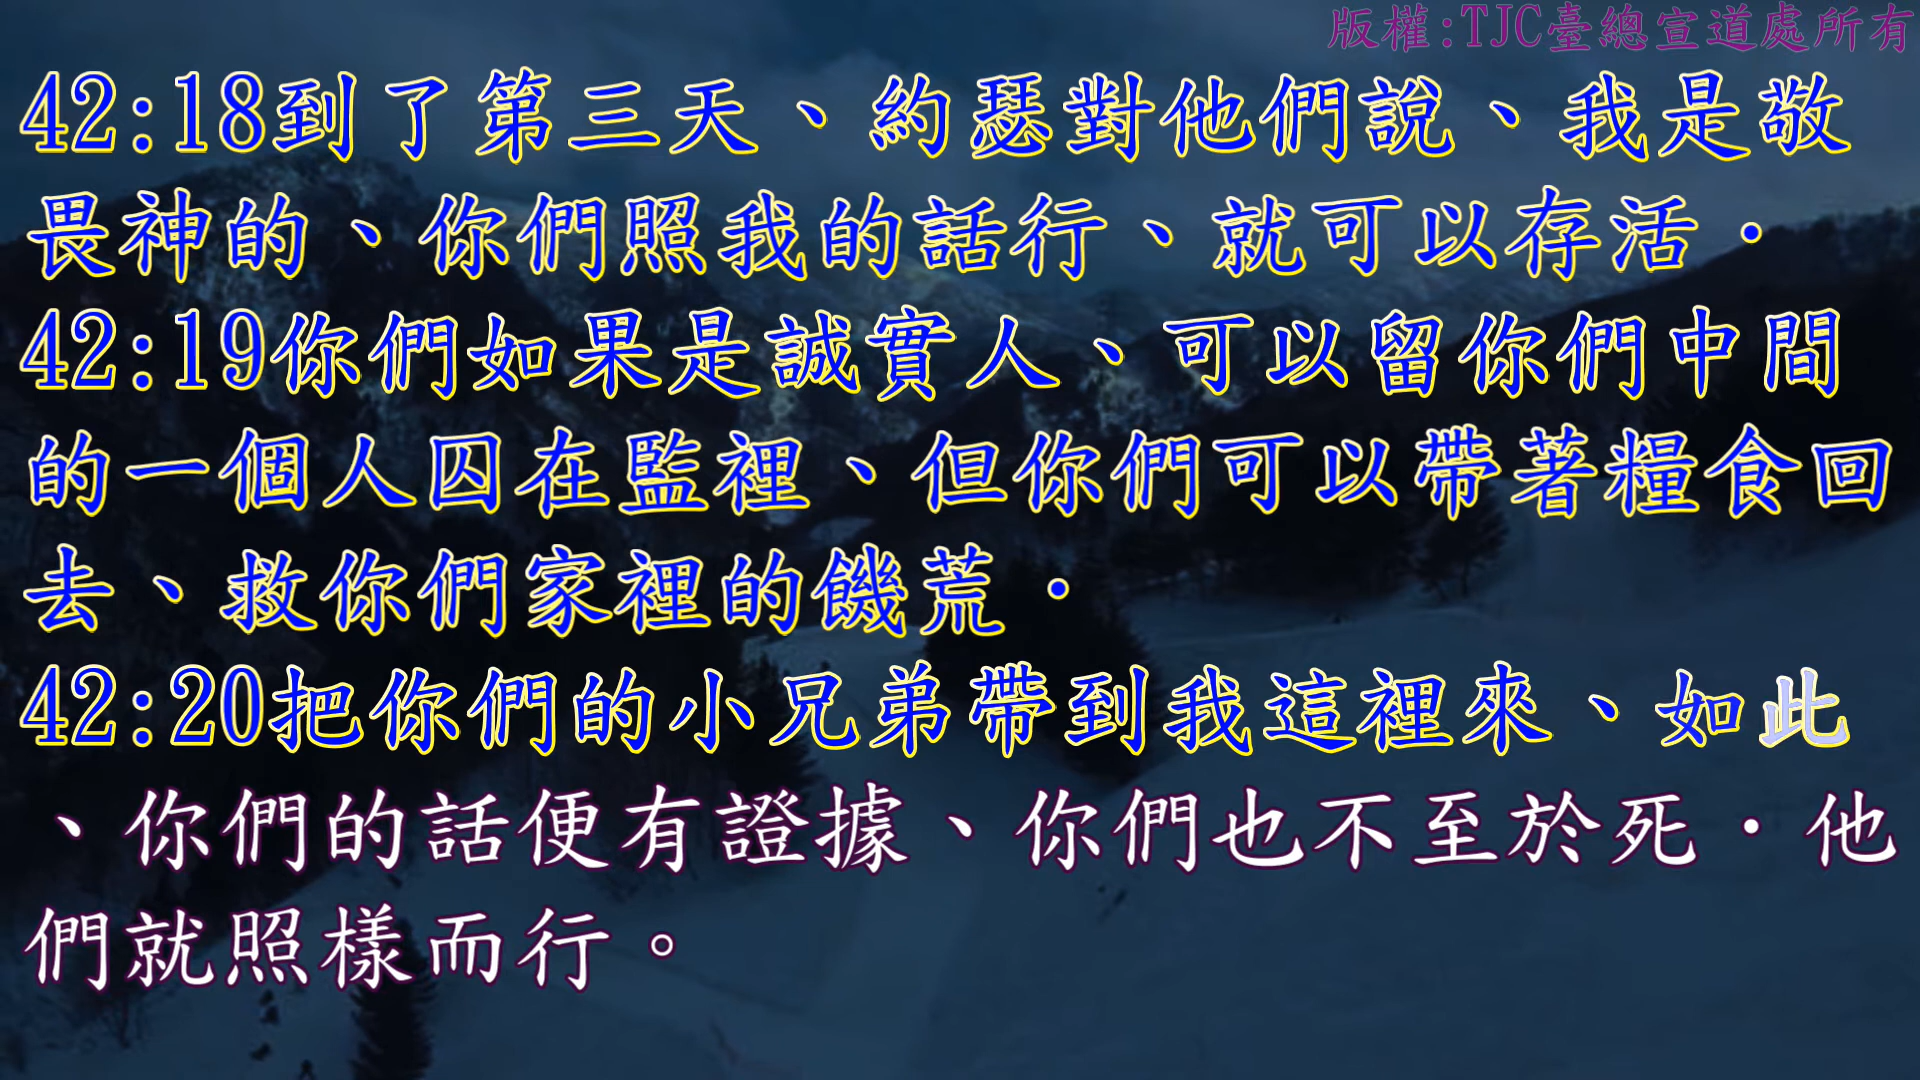 版權:TJC臺總宣道處所有
42:18到了第三天、約瑟對他們說、我是敬
畏神的、你們照我的話行、就可以存活．
42:19你們如果是誠實人、可以留你們中間
的一個人囚在監裡、但你們可以帶著糧食回
去、救你們家裡的饑荒．
42:20把你們的小兄弟帶到我這裡來、如此
、你們的話便有證據、你們也不至於死．他
們就照樣而行。